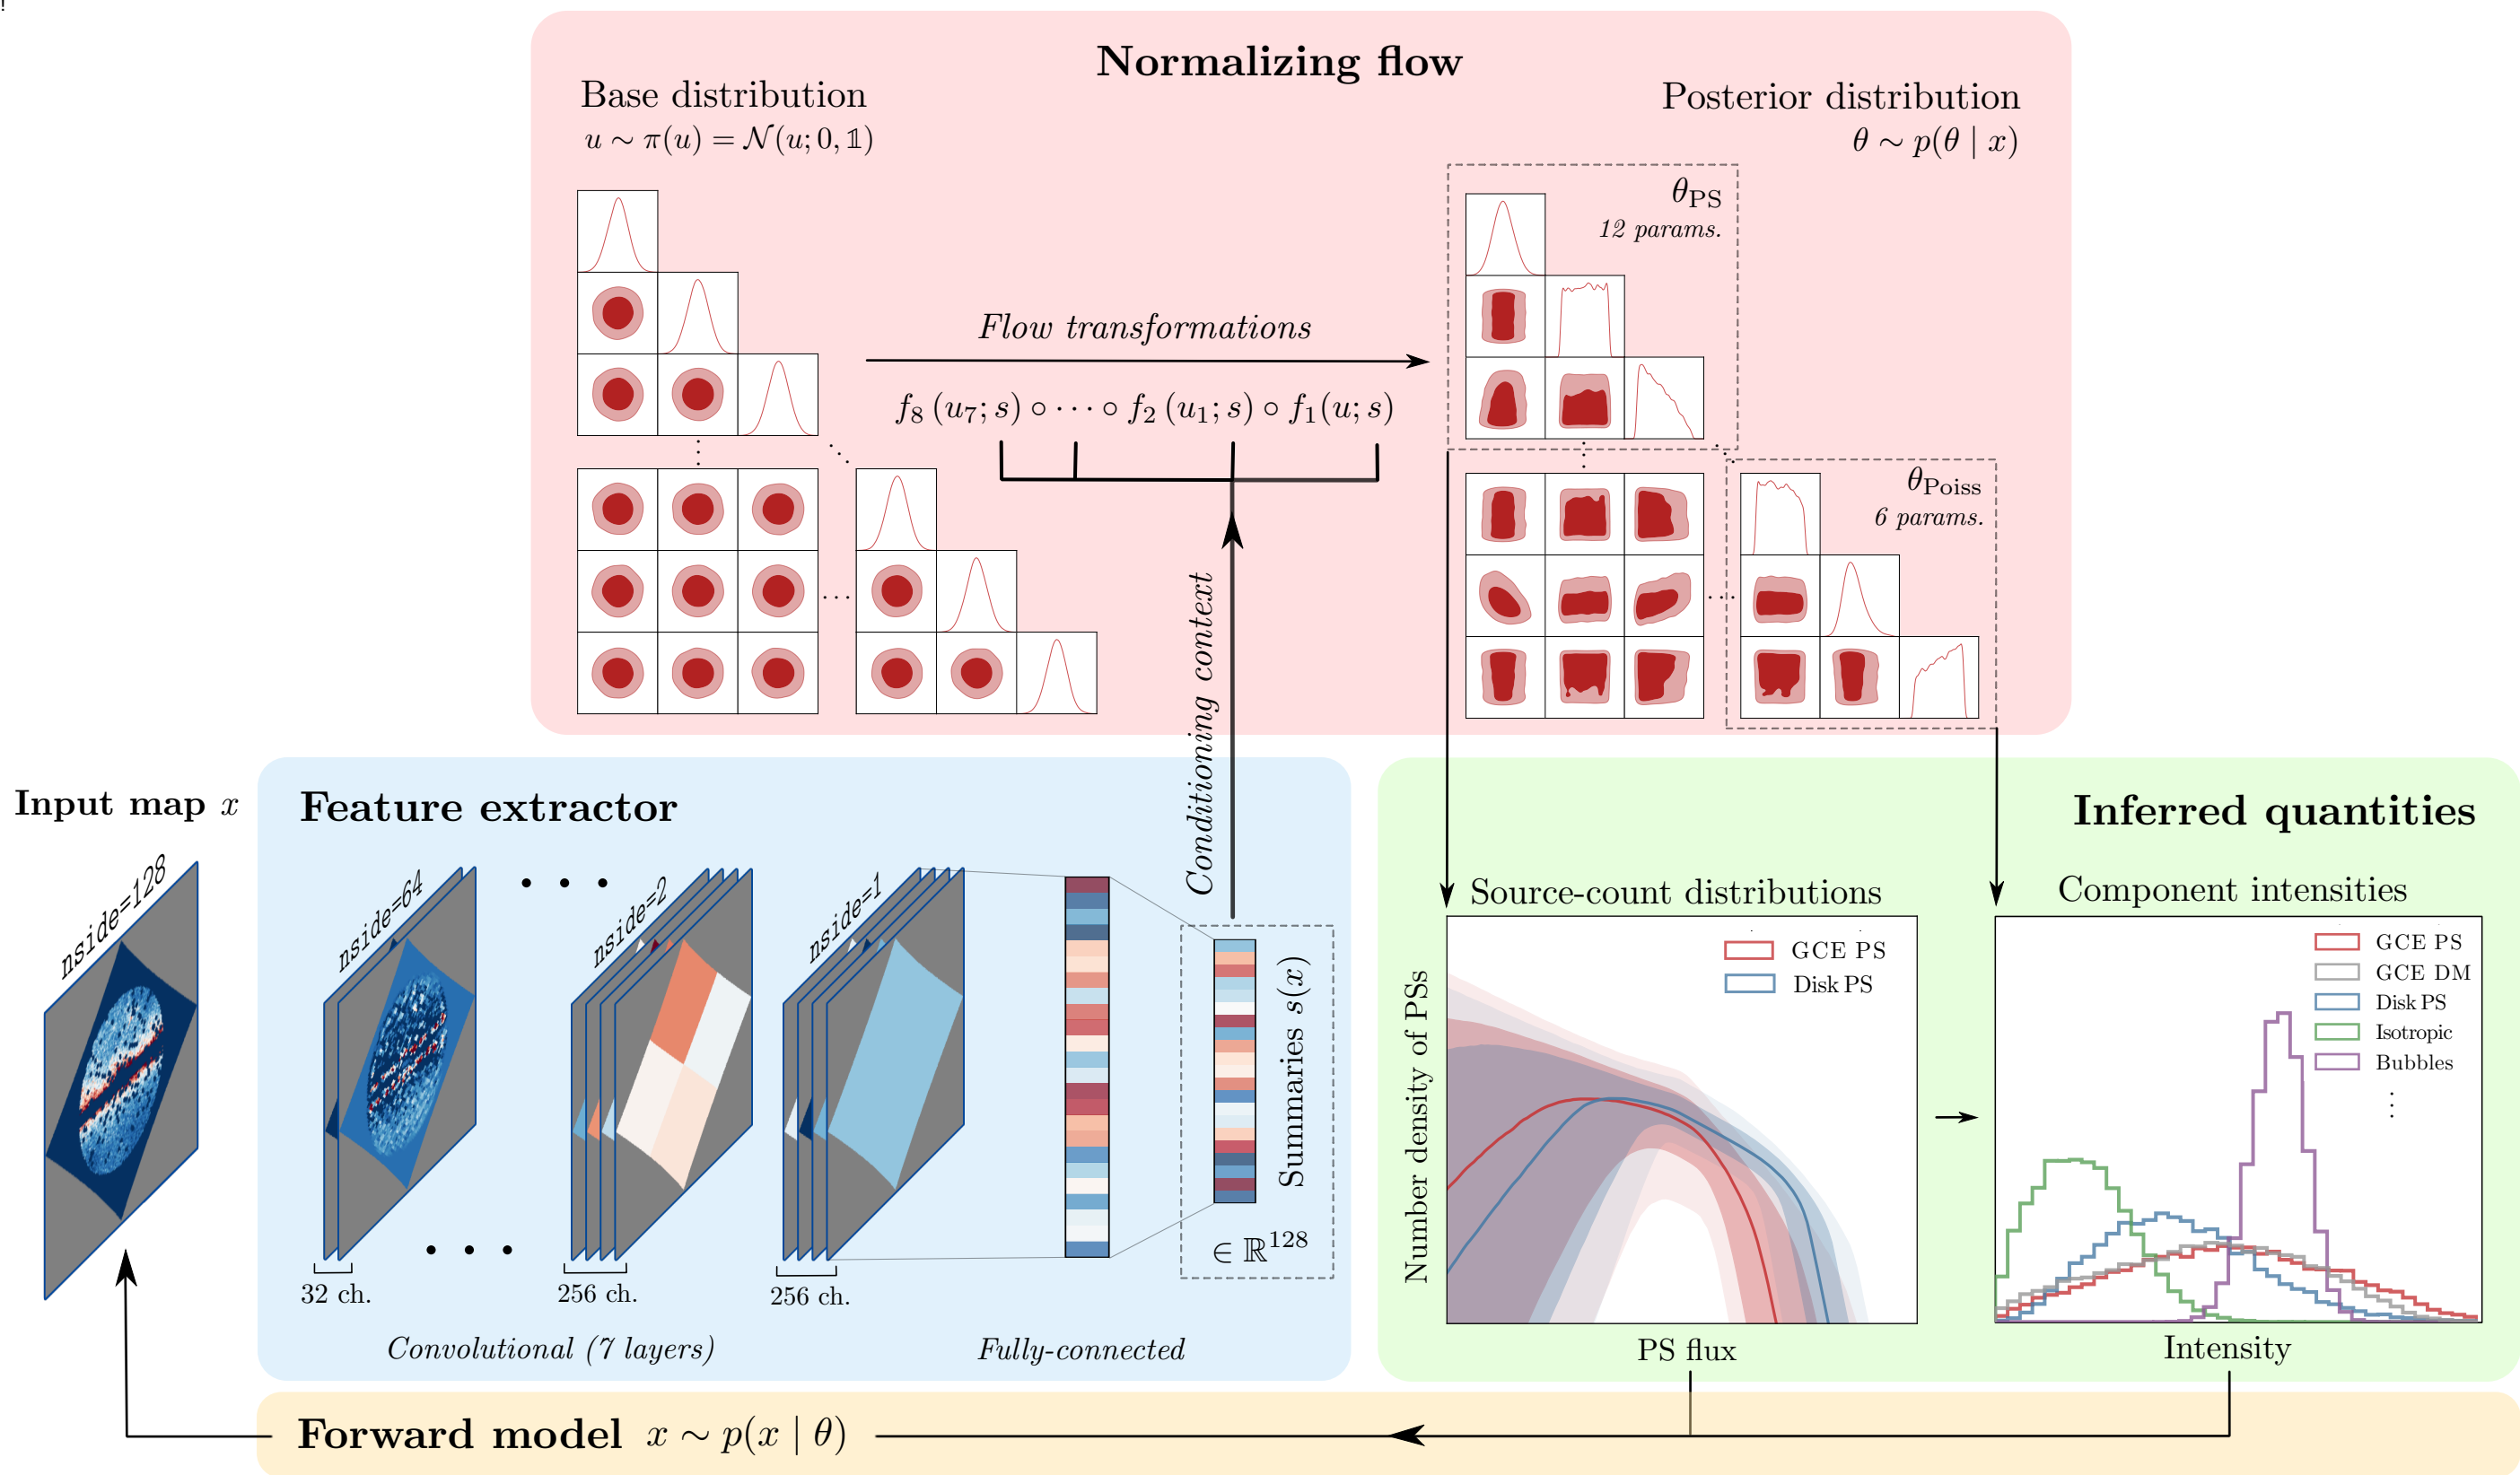 !
Normalizing flow
Base distribution
u ∼ π(u) = 𝒩(u; 0, 𝟙)
Posterior distribution
θ ∼ p(θ | x)
θ_PS
12 params.
Flow transformations
f_8 (u_7; s) ∘ ⋯ ∘ f_2 (u_1; s) ∘ f_1(u; s)
θ_Poiss
6 params.
Conditioning context
Input map x
nside=128
Feature extractor
nside=64
nside=2
nside=1
32 ch.
256 ch.
256 ch.
Convolutional (7 layers)
Fully-connected
Summaries s(x)
∈ ℝ^128
Inferred quantities
Source-count distributions
GCE PS
Disk PS
Number density of PSs
PS flux
Component intensities
GCE PS
GCE DM
Disk PS
Isotropic
Bubbles
⋮
Intensity
Forward model x ∼ p(x | θ)